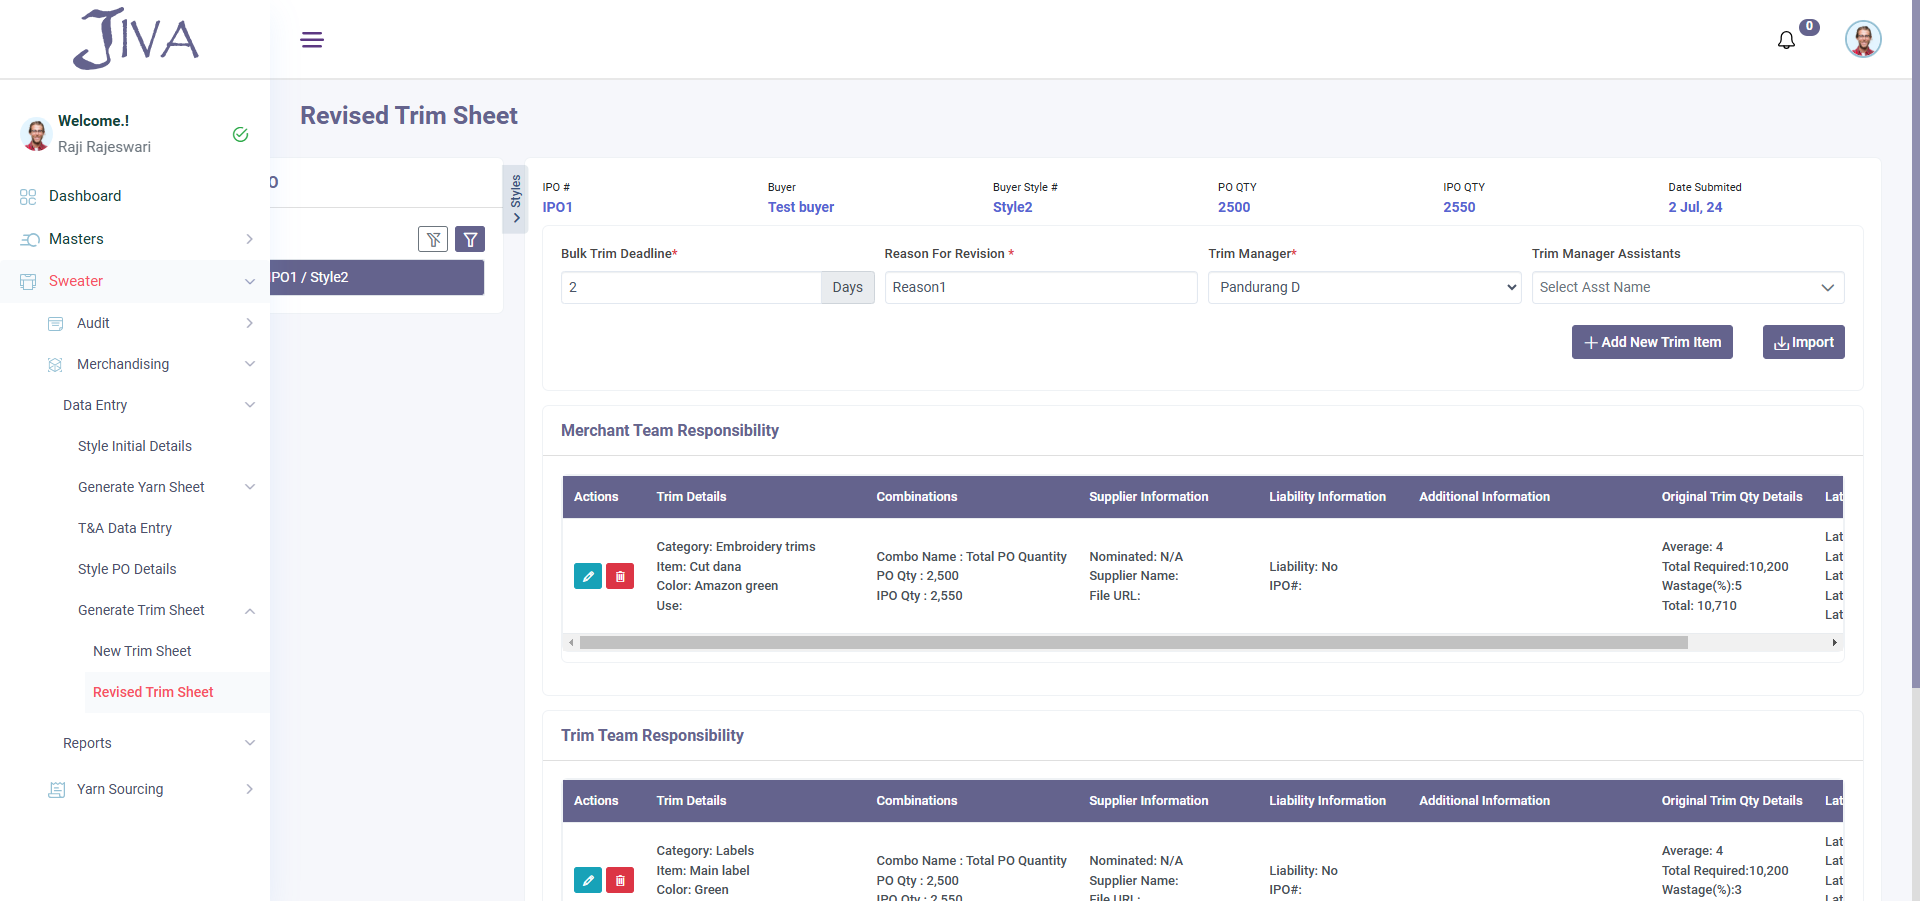 JIVA
0
Welcome.!
Raji Rajeswari
Dashboard
Masters
Sweater
Audit
Merchandising
Data Entry
Style Initial Details
Generate Yarn Sheet
T&A Data Entry
Style PO Details
Generate Trim Sheet
New Trim Sheet
Revised Trim Sheet
Reports
Yarn Sourcing
Revised Trim Sheet
O
PO1 / Style2
Styles
IPO # Buyer Buyer Style # PO QTY IPO QTY Date Submited
IPO1 Test buyer Style2 2500 2550 2 Jul, 24
Bulk Trim Deadline* Reason For Revision * Trim Manager* Trim Manager Assistants
2 Days Reason1 Pandurang D Select Asst Name
Add New Trim Item Import
Merchant Team Responsibility
Actions Trim Details Combinations Supplier Information Liability Information Additional Information Original Trim Qty Details Lat
Category: Embroidery trims
Item: Cut dana
Color: Amazon green
Use:
Combo Name : Total PO Quantity
PO Qty : 2,500
IPO Qty : 2,550
Nominated: N/A
Supplier Name:
File URL:
Liability: No
IPO#:
Average: 4
Total Required:10,200
Wastage(%):5
Total: 10,710
Lat
Lat
Lat
Lat
Lat
Trim Team Responsibility
Actions Trim Details Combinations Supplier Information Liability Information Additional Information Original Trim Qty Details Lat
Category: Labels
Item: Main label
Color: Green
Combo Name : Total PO Quantity
PO Qty : 2,500
IPO Qty : 2,550
Nominated: N/A
Supplier Name:
File URL:
Liability: No
IPO#:
Average: 4
Total Required:10,200
Wastage(%):3
Lat
Lat
Lat
Lat